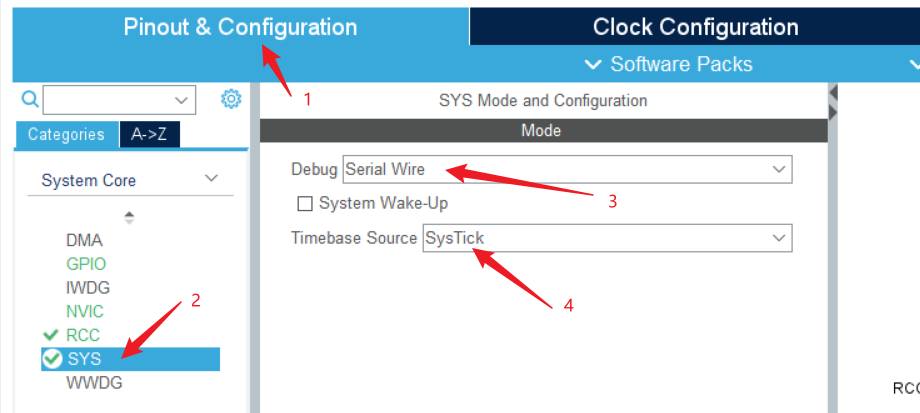 Pinout & Configuration
Clock Configuration
Software Packs
1
SYS Mode and Configuration
Categories
A->Z
Mode
System Core
Debug Serial Wire
3
System Wake-Up
Timebase Source SysTick
4
DMA
GPIO
IWDG
2
NVIC
RCC
SYS
WWDG
RCC